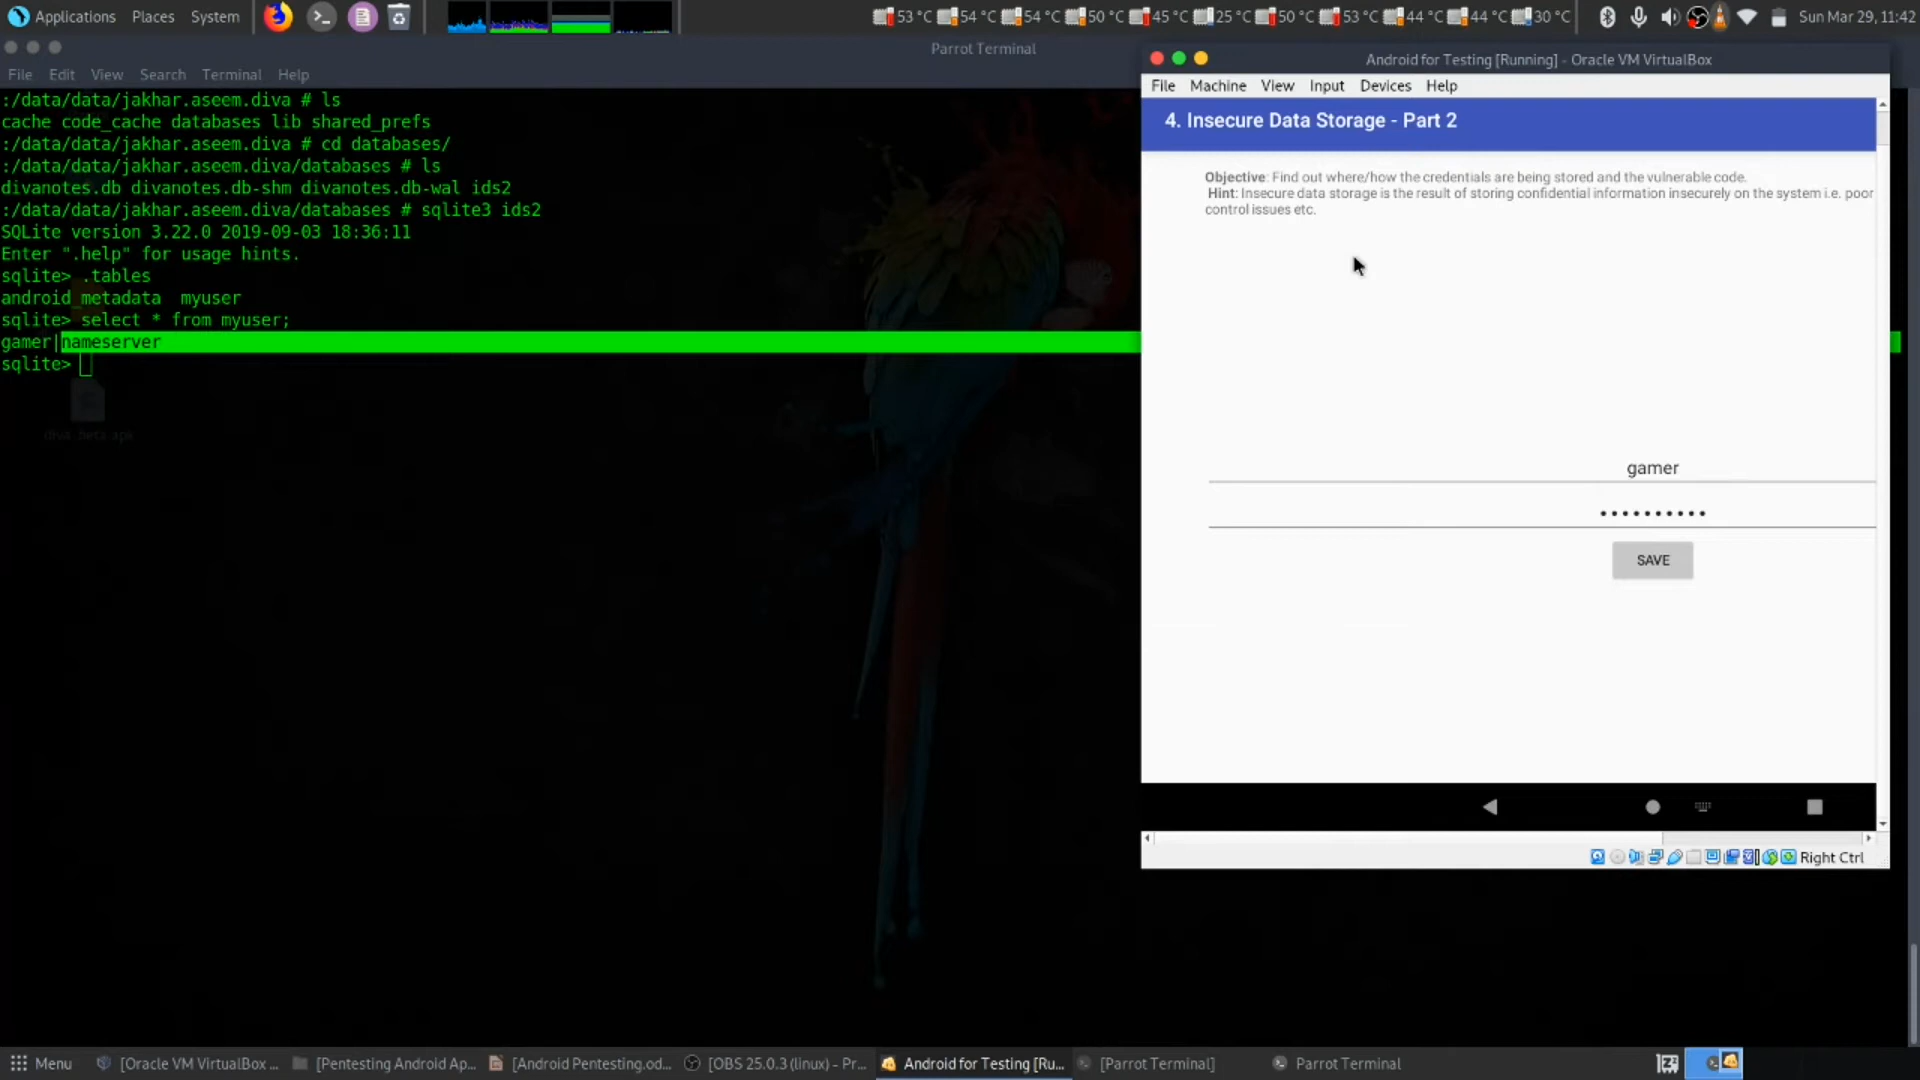 Applications Places System
53 °C 54 °C 54 °C 50 °C 45 °C 25 °C 50 °C 53 °C 44 °C 44 °C 30 °C
Sun Mar 29, 11:42
Parrot Terminal
File Edit View Search Terminal Help
:/data/data/jakhar.aseem.diva # ls
cache code_cache databases lib shared_prefs
:/data/data/jakhar.aseem.diva # cd databases/
:/data/data/jakhar.aseem.diva/databases # ls
divanotes.db divanotes.db-shm divanotes.db-wal ids2
:/data/data/jakhar.aseem.diva/databases # sqlite3 ids2
SQLite version 3.22.0 2019-09-03 18:36:11
Enter ".help" for usage hints.
sqlite> .tables
android_metadata myuser
sqlite> select * from myuser;
gamer|nameserver
sqlite>
diva-beta.apk
Android for Testing [Running] - Oracle VM VirtualBox
File Machine View Input Devices Help
4. Insecure Data Storage - Part 2
Objective: Find out where/how the credentials are being stored and the vulnerable code.
Hint: Insecure data storage is the result of storing confidential information insecurely on the system i.e. poor
control issues etc.
gamer
••••••••••
SAVE
Right Ctrl
Menu [Oracle VM VirtualBox ... [Pentesting Android Ap... [Android Pentesting.od... [OBS 25.0.3 (linux) - Pr... Android for Testing [Ru... [Parrot Terminal] Parrot Terminal